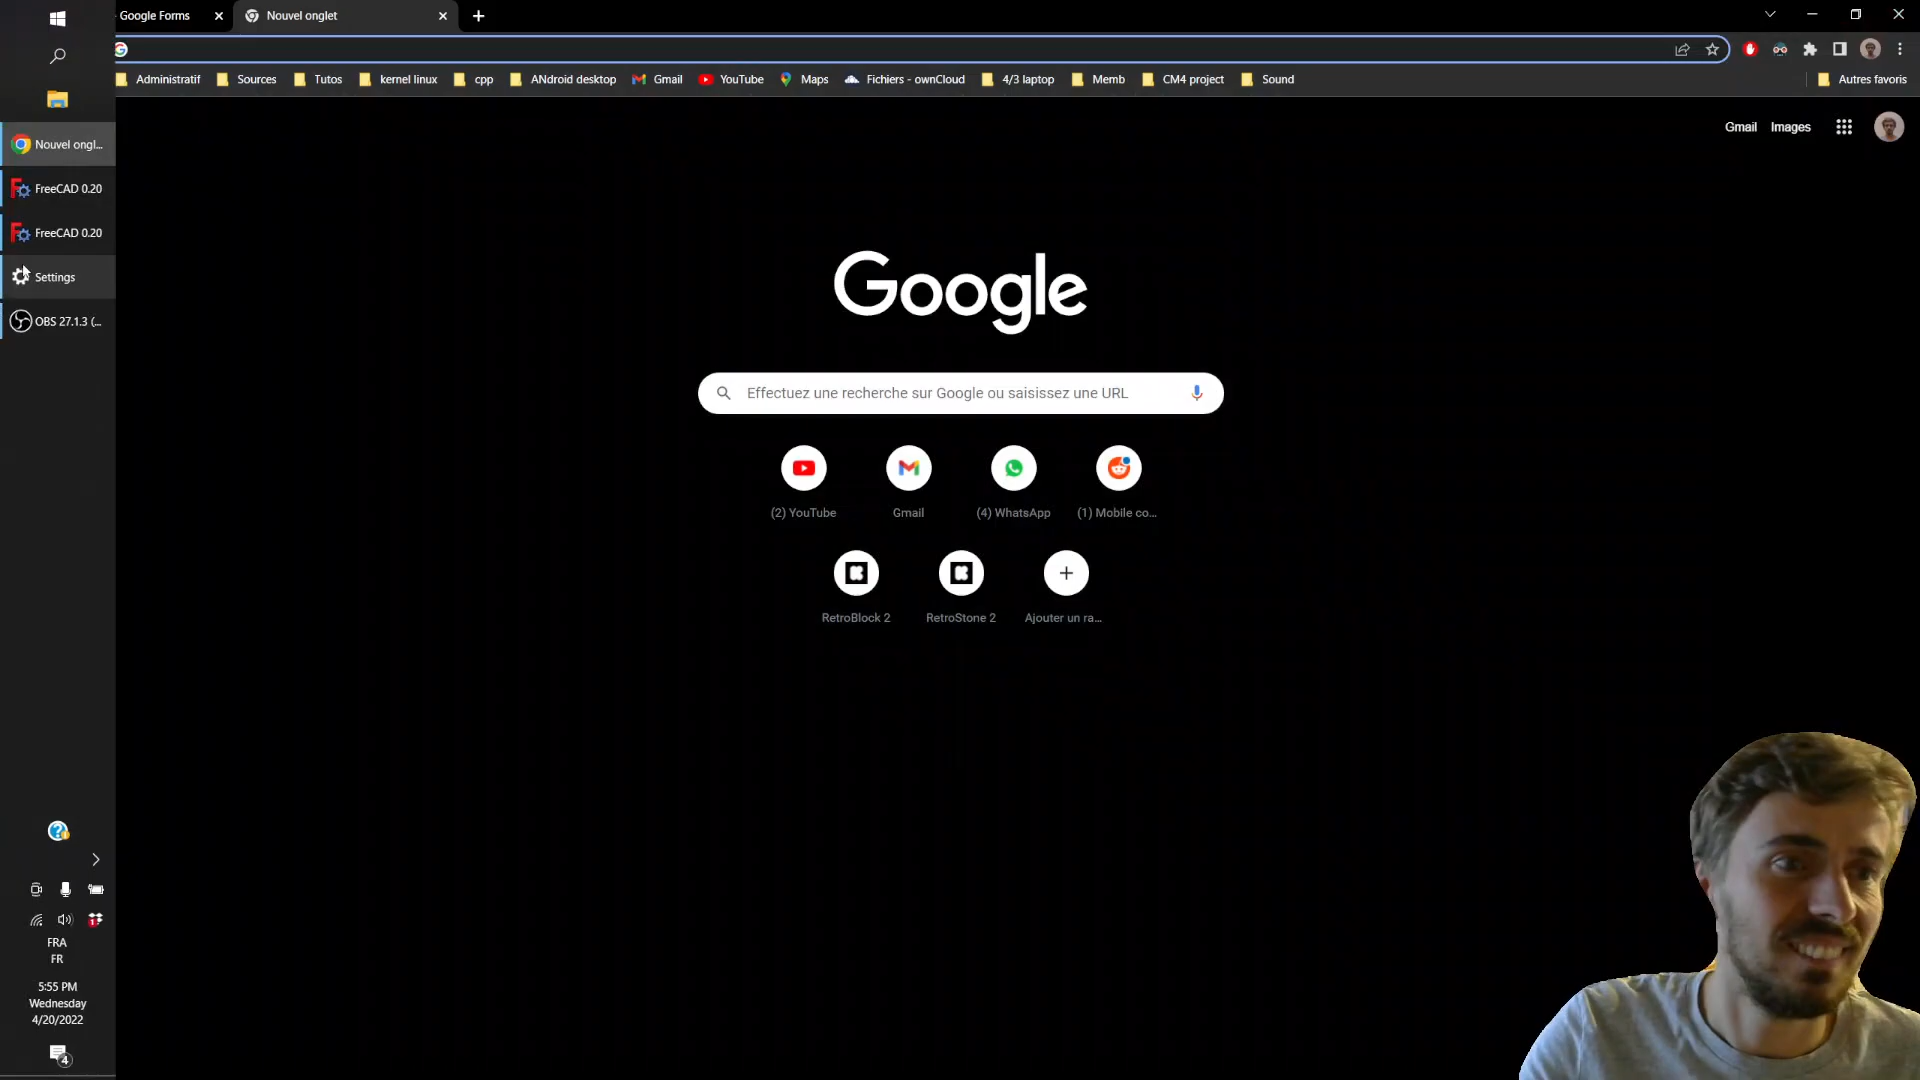 Google Forms
Nouvel onglet
Administratif
Sources
Tutos
kernel linux
cpp
ANdroid desktop
Gmail
YouTube
Maps
Fichiers - ownCloud
4/3 laptop
Memb
CM4 project
Sound
Autres favoris
Gmail
Images
Nouvel ongl...
FreeCAD 0.20
FreeCAD 0.20
Settings
OBS 27.1.3 (...
Google
Effectuez une recherche sur Google ou saisissez une URL
(2) YouTube
Gmail
(4) WhatsApp
(1) Mobile co...
RetroBlock 2
RetroStone 2
Ajouter un ra...
1
FRA
FR
5:55 PM
Wednesday
4/20/2022
4